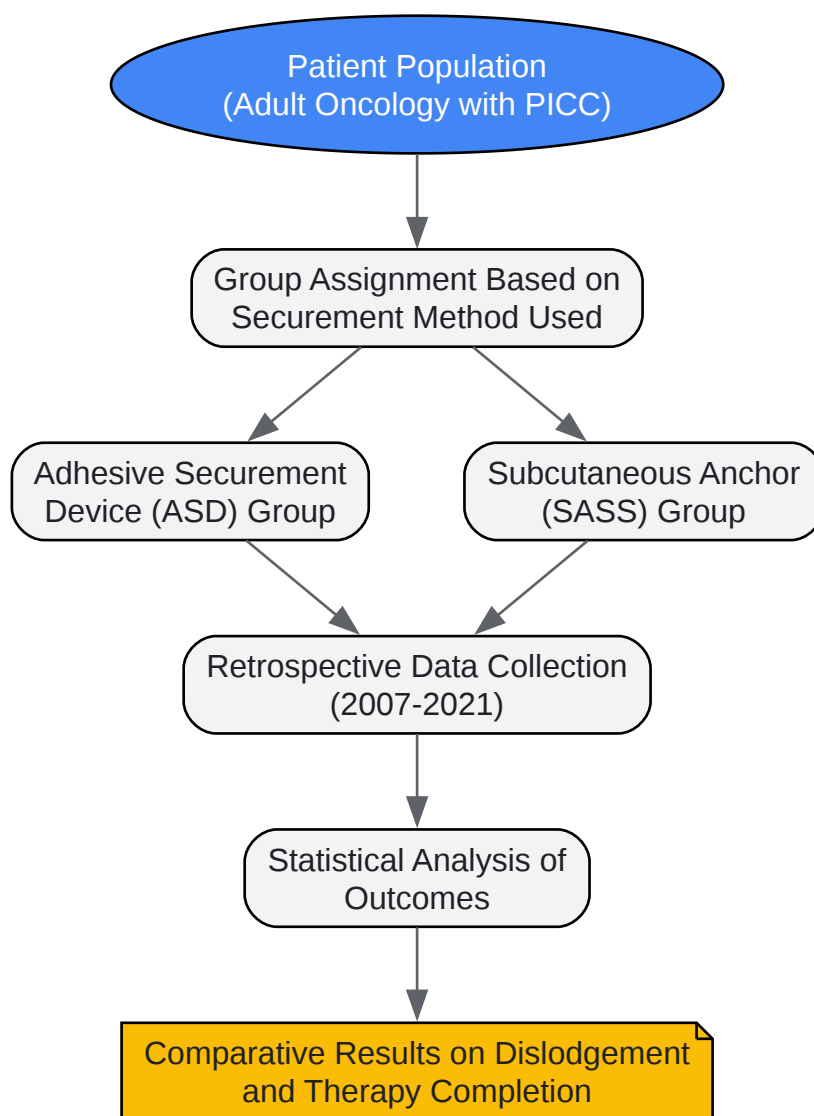 Patient Population
(Adult Oncology with PICC)
Group Assignment Based on
Securement Method Used
Adhesive Securement
Device (ASD) Group
Subcutaneous Anchor
(SASS) Group
Retrospective Data Collection
(2007-2021)
Statistical Analysis of
Outcomes
Comparative Results on Dislodgement
and Therapy Completion